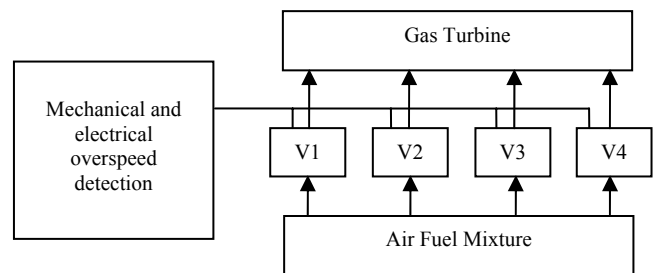 Gas Turbine
Mechanical and
electrical
overspeed
detection
V1
V2
V3
V4
Air Fuel Mixture